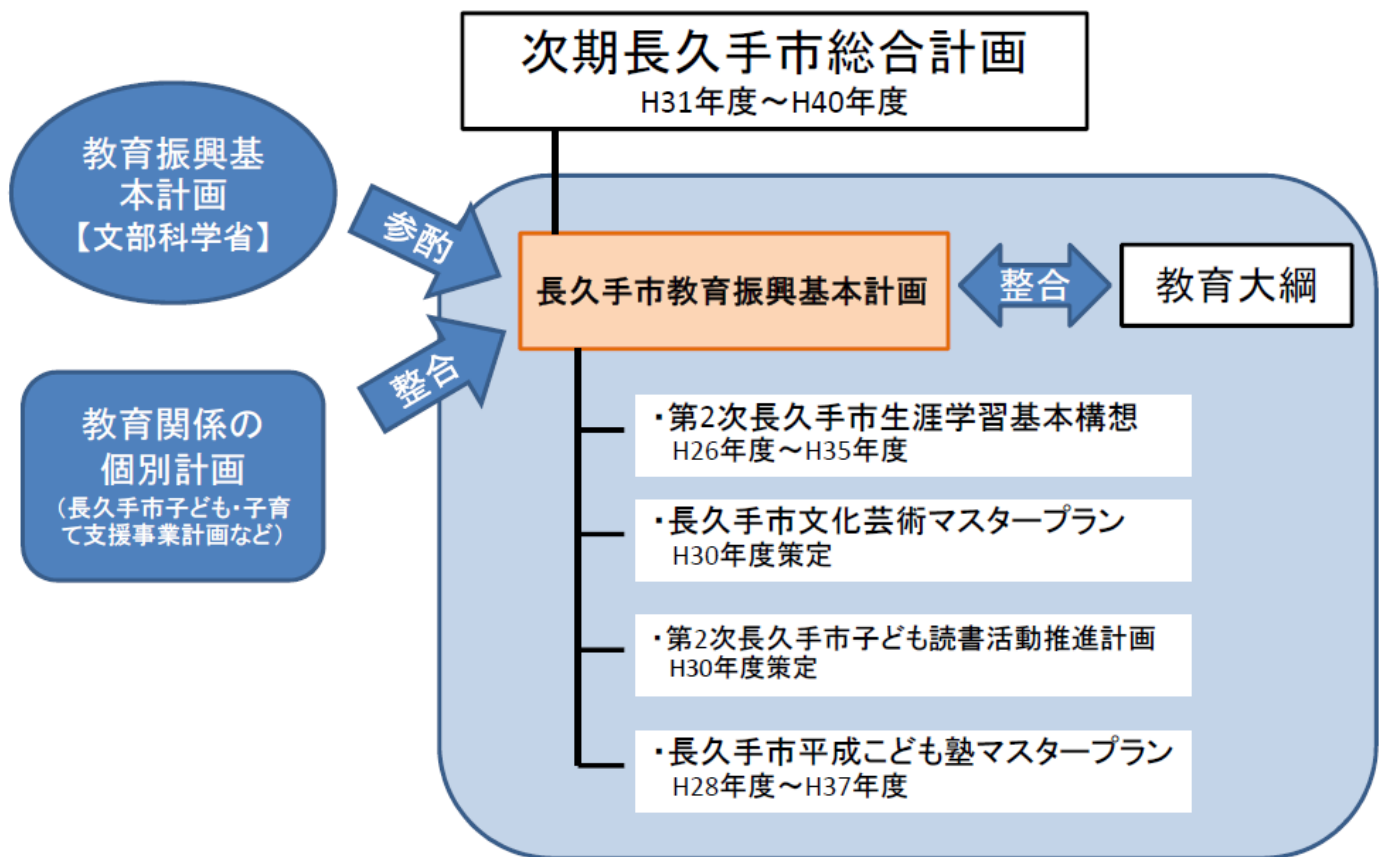 次期長久手市総合計画
H31年度～H40年度
教育振興基
本計画
【文部科学省】
参酌
長久手市教育振興基本計画
整合
教育大綱
整合
教育関係の
個別計画
（長久手市子ども・子育
て支援事業計画など）
・第2次長久手市生涯学習基本構想
H26年度～H35年度
・長久手市文化芸術マスタープラン
H30年度策定
・第2次長久手市子ども読書活動推進計画
H30年度策定
・長久手市平成こども塾マスタープラン
H28年度～H37年度